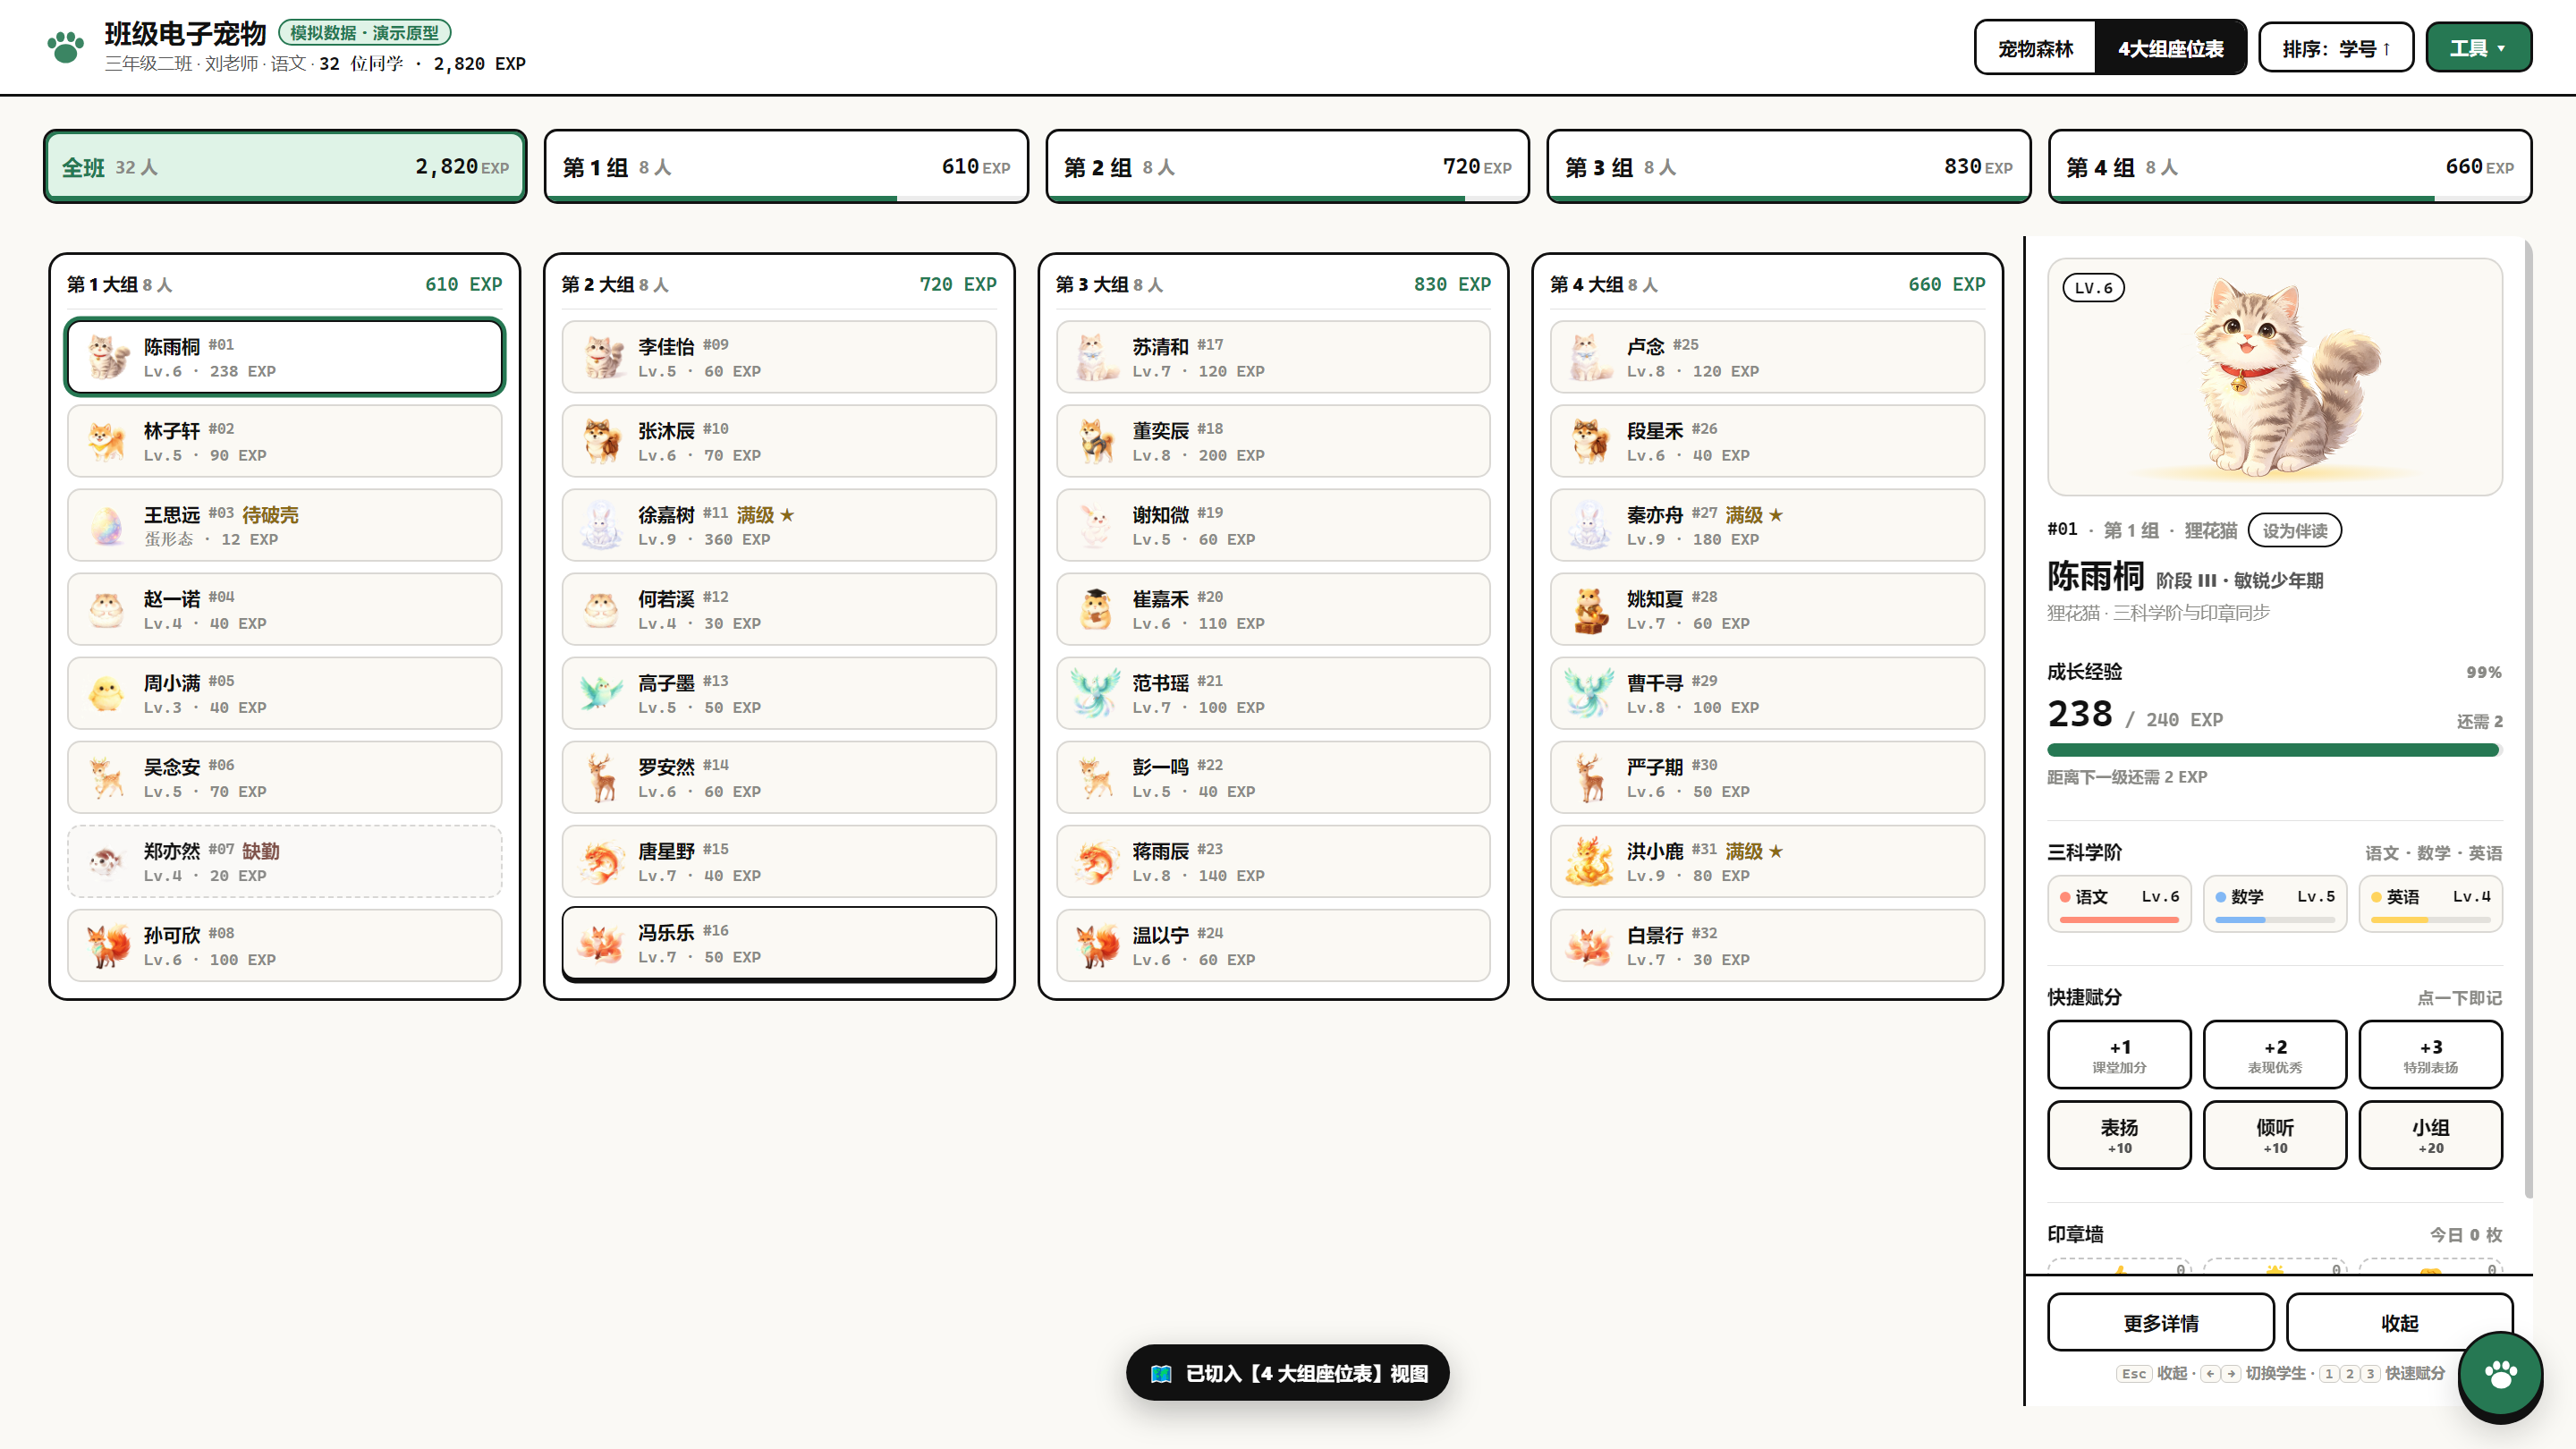 班级电子宠物 模拟数据 · 演示原型
三年级二班 · 刘老师 · 语文 · 32 位同学 · 2,820 EXP
宠物森林 4大组座位表 排序: 学号 ↑ 工具 ▼
全班 32 人 2,820 EXP
第 1 组 8 人 610 EXP
第 2 组 8 人 720 EXP
第 3 组 8 人 830 EXP
第 4 组 8 人 660 EXP
第 1 大组 8 人 610 EXP
陈雨桐 #01
Lv.6 · 238 EXP
林子轩 #02
Lv.5 · 90 EXP
王思远 #03 待破壳
蛋形态 · 12 EXP
赵一诺 #04
Lv.4 · 40 EXP
周小满 #05
Lv.3 · 40 EXP
吴念安 #06
Lv.5 · 70 EXP
郑亦然 #07 缺勤
Lv.4 · 20 EXP
孙可欣 #08
Lv.6 · 100 EXP
第 2 大组 8 人 720 EXP
李佳怡 #09
Lv.5 · 60 EXP
张沐辰 #10
Lv.6 · 70 EXP
徐嘉树 #11 满级 ★
Lv.9 · 360 EXP
何若溪 #12
Lv.4 · 30 EXP
高子墨 #13
Lv.5 · 50 EXP
罗安然 #14
Lv.6 · 60 EXP
唐星野 #15
Lv.7 · 40 EXP
冯乐乐 #16
Lv.7 · 50 EXP
第 3 大组 8 人 830 EXP
苏清和 #17
Lv.7 · 120 EXP
董奕辰 #18
Lv.8 · 200 EXP
谢知微 #19
Lv.5 · 60 EXP
崔嘉禾 #20
Lv.6 · 110 EXP
范书瑶 #21
Lv.7 · 100 EXP
彭一鸣 #22
Lv.5 · 40 EXP
蒋雨辰 #23
Lv.8 · 140 EXP
温以宁 #24
Lv.6 · 60 EXP
第 4 大组 8 人 660 EXP
卢念 #25
Lv.8 · 120 EXP
段星禾 #26
Lv.6 · 40 EXP
秦亦舟 #27 满级 ★
Lv.9 · 180 EXP
姚知夏 #28
Lv.7 · 60 EXP
曹千寻 #29
Lv.8 · 100 EXP
严子期 #30
Lv.6 · 50 EXP
洪小鹿 #31 满级 ★
Lv.9 · 80 EXP
白景行 #32
Lv.7 · 30 EXP
LV.6
#01 · 第 1 组 · 狸花猫 设为伴读
陈雨桐 阶段 III · 敏锐少年期
狸花猫 · 三科学阶与印章同步
成长经验 99%
238 / 240 EXP 还需 2
距离下一级还需 2 EXP
三科学阶 语文 · 数学 · 英语
语文 Lv.6 数学 Lv.5 英语 Lv.4
快捷赋分 点一下即记
+1 +2 +3
课堂加分 表现优秀 特别表扬
表扬 倾听 小组
+10 +10 +20
印章墙 今日 0 枚
0 0 0
更多详情 收起
Esc 收起 · ← → 切换学生 · 1 2 3 快速赋分
已切入【4 大组座位表】视图